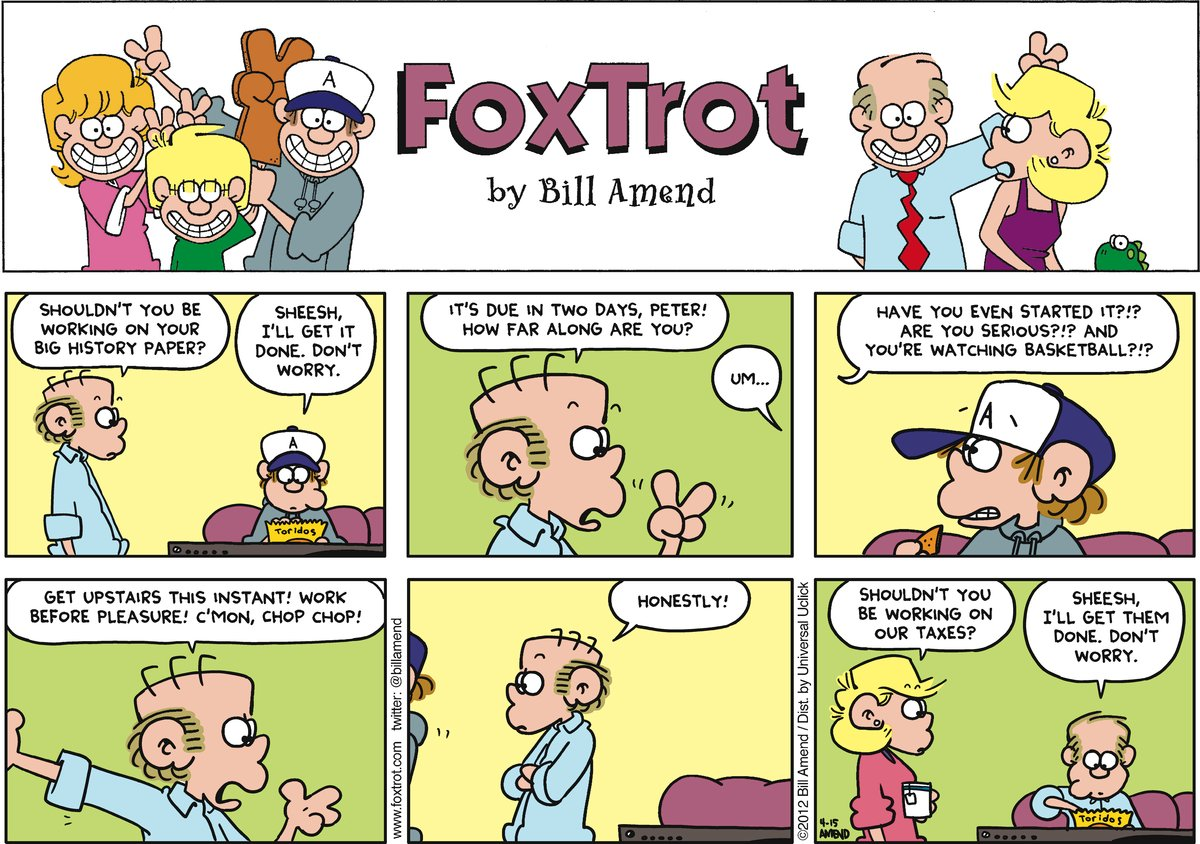 A
FoxTrot
by Bill Amend
SHOULDN'T YOU BE
WORKING ON YOUR
BIG HISTORY PAPER?
SHEESH,
I'LL GET IT
DONE. DON'T
WORRY.
A
Toridos
IT'S DUE IN TWO DAYS, PETER!
HOW FAR ALONG ARE YOU?
UM...
HAVE YOU EVEN STARTED IT?!?
ARE YOU SERIOUS?!? AND
YOU'RE WATCHING BASKETBALL?!?
A
GET UPSTAIRS THIS INSTANT! WORK
BEFORE PLEASURE! C'MON, CHOP CHOP!
www.foxtrot.com twitter: @billamend
HONESTLY!
©2012 Bill Amend / Dist. by Universal Uclick
SHOULDN'T YOU
BE WORKING ON
OUR TAXES?
SHEESH,
I'LL GET THEM
DONE. DON'T
WORRY.
Toridos
4-15
AMEND